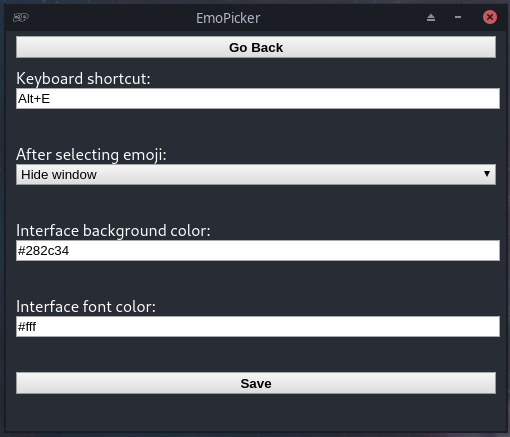 EmoPicker
Go Back
Keyboard shortcut:
Alt+E
After selecting emoji:
Hide window
Interface background color:
#282c34
Interface font color:
#fff
Save